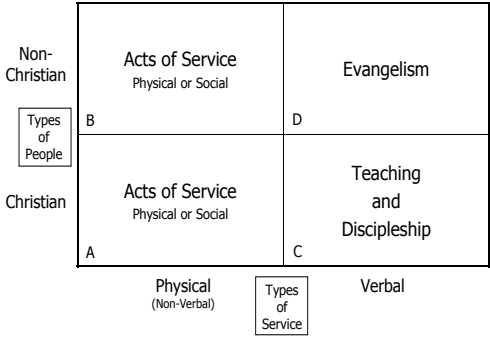 Non-
Christian
Acts of Service
Physical or Social
Evangelism
B
D
Types
of
People
Christian
Acts of Service
Physical or Social
Teaching
and
Discipleship
A
C
Physical
(Non-Verbal)
Types
of
Service
Verbal